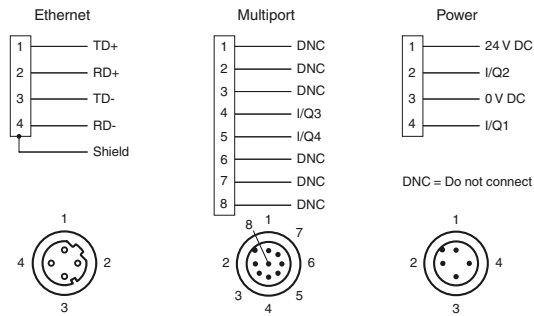 Ethernet
1 TD+
2 RD+
3 TD-
4 RD-
Shield
Multiport
1 DNC
2 DNC
3 DNC
4 I/Q3
5 I/Q4
6 DNC
7 DNC
8 DNC
Power
1 24 V DC
2 I/Q2
3 0 V DC
4 I/Q1
DNC = Do not connect
1
4 2
3
8 1 7
2 6
3 5
4
1
2 4
3